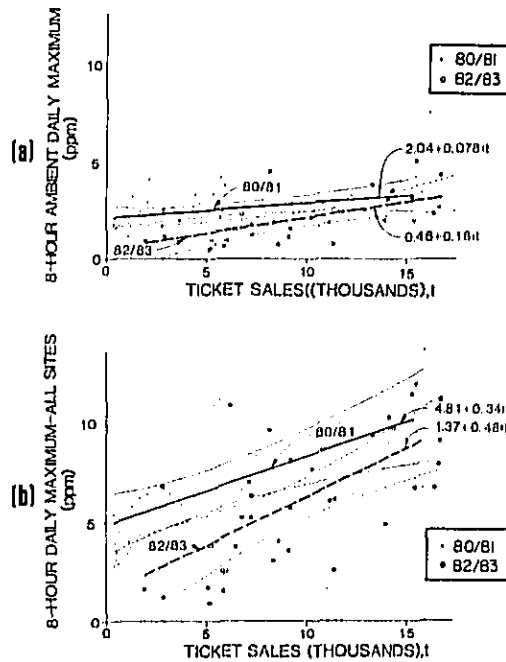 (a)
8-HOUR AMBIENT DAILY MAXIMUM
(ppm)
10
5
0
80/81
82/83
80/81
82/83
2.04+0.078t
0.46+0.16t
0
5
10
15
TICKET SALES((THOUSANDS),t
(b)
8-HOUR DAILY MAXIMUM-ALL SITES
(ppm)
10
5
0
80/81
82/83
4.81+0.34t
1.37+0.48t
80/81
82/83
0
5
10
15
TICKET SALES (THOUSANDS),t